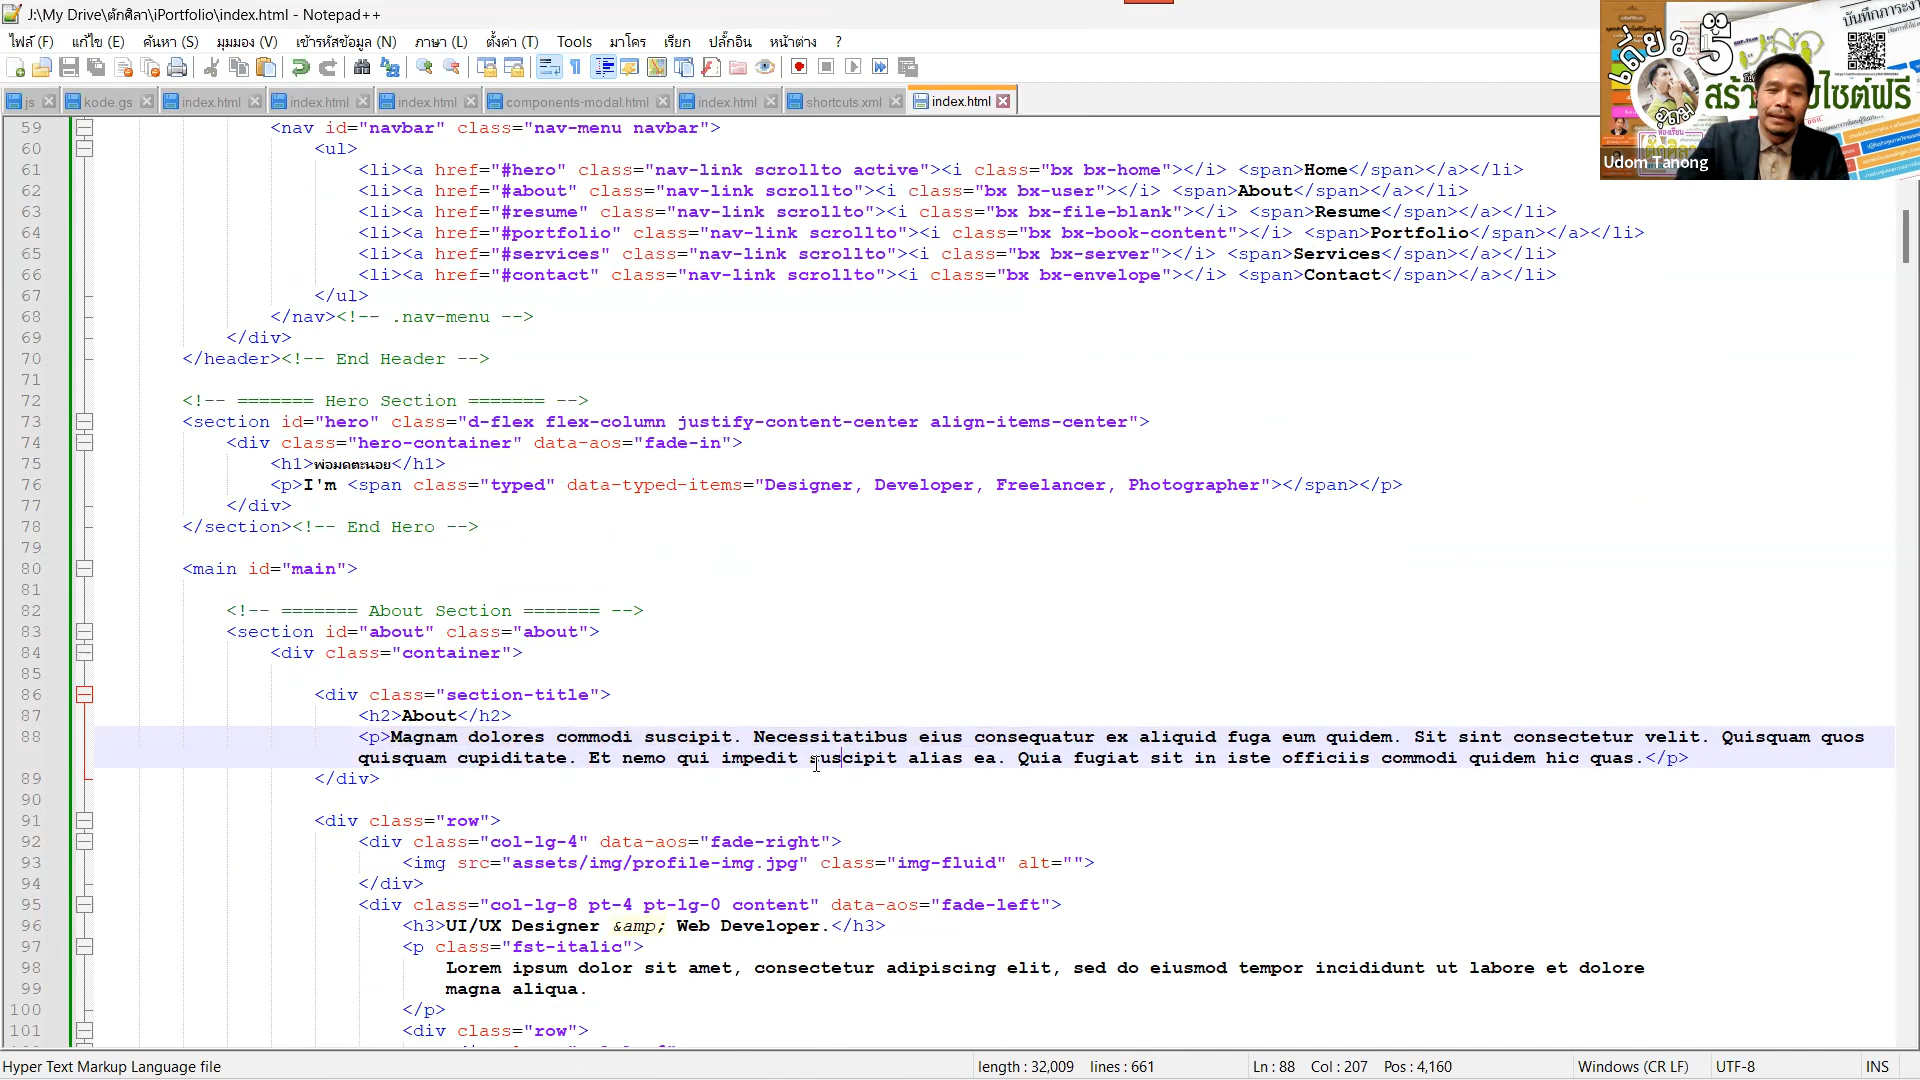 J:\My Drive\ตักศิลา\iPortfolio\index.html - Notepad++
ไฟล์ (F) แก้ไข (E) ค้นหา (S) มุมมอง (V) เข้ารหัสข้อมูล (N) ภาษา (L) ตั้งค่า (T) Tools มาโคร เรียก ปลั๊กอิน หน้าต่าง ?
js kode.gs index.html index.html index.html components-modal.html index.html shortcuts.xml index.html
เดี่ยว 5
อุดม
บันทึกภาระงาน
Udom Tanong
59 <nav id="navbar" class="nav-menu navbar">
60 <ul>
61 <li><a href="#hero" class="nav-link scrollto active"><i class="bx bx-home"></i> <span>Home</span></a></li>
62 <li><a href="#about" class="nav-link scrollto"><i class="bx bx-user"></i> <span>About</span></a></li>
63 <li><a href="#resume" class="nav-link scrollto"><i class="bx bx-file-blank"></i> <span>Resume</span></a></li>
64 <li><a href="#portfolio" class="nav-link scrollto"><i class="bx bx-book-content"></i> <span>Portfolio</span></a></li>
65 <li><a href="#services" class="nav-link scrollto"><i class="bx bx-server"></i> <span>Services</span></a></li>
66 <li><a href="#contact" class="nav-link scrollto"><i class="bx bx-envelope"></i> <span>Contact</span></a></li>
67 </ul>
68 </nav><!-- .nav-menu -->
69 </div>
70 </header><!-- End Header -->
71
72 <!-- ======= Hero Section ======= -->
73 <section id="hero" class="d-flex flex-column justify-content-center align-items-center">
74 <div class="hero-container" data-aos="fade-in">
75 <h1>พ่อมดตะนอย</h1>
76 <p>I'm <span class="typed" data-typed-items="Designer, Developer, Freelancer, Photographer"></span></p>
77 </div>
78 </section><!-- End Hero -->
79
80 <main id="main">
81
82 <!-- ======= About Section ======= -->
83 <section id="about" class="about">
84 <div class="container">
85
86 <div class="section-title">
87 <h2>About</h2>
88 <p>Magnam dolores commodi suscipit. Necessitatibus eius consequatur ex aliquid fuga eum quidem. Sit sint consectetur velit. Quisquam quos
quisquam cupiditate. Et nemo qui impedit suscipit alias ea. Quia fugiat sit in iste officiis commodi quidem hic quas.</p>
89 </div>
90
91 <div class="row">
92 <div class="col-lg-4" data-aos="fade-right">
93 <img src="assets/img/profile-img.jpg" class="img-fluid" alt="">
94 </div>
95 <div class="col-lg-8 pt-4 pt-lg-0 content" data-aos="fade-left">
96 <h3>UI/UX Designer &amp; Web Developer.</h3>
97 <p class="fst-italic">
98 Lorem ipsum dolor sit amet, consectetur adipiscing elit, sed do eiusmod tempor incididunt ut labore et dolore
99 magna aliqua.
100 </p>
101 <div class="row">
Hyper Text Markup Language file length : 32,009 lines : 661 Ln : 88 Col : 207 Pos : 4,160 Windows (CR LF) UTF-8 INS